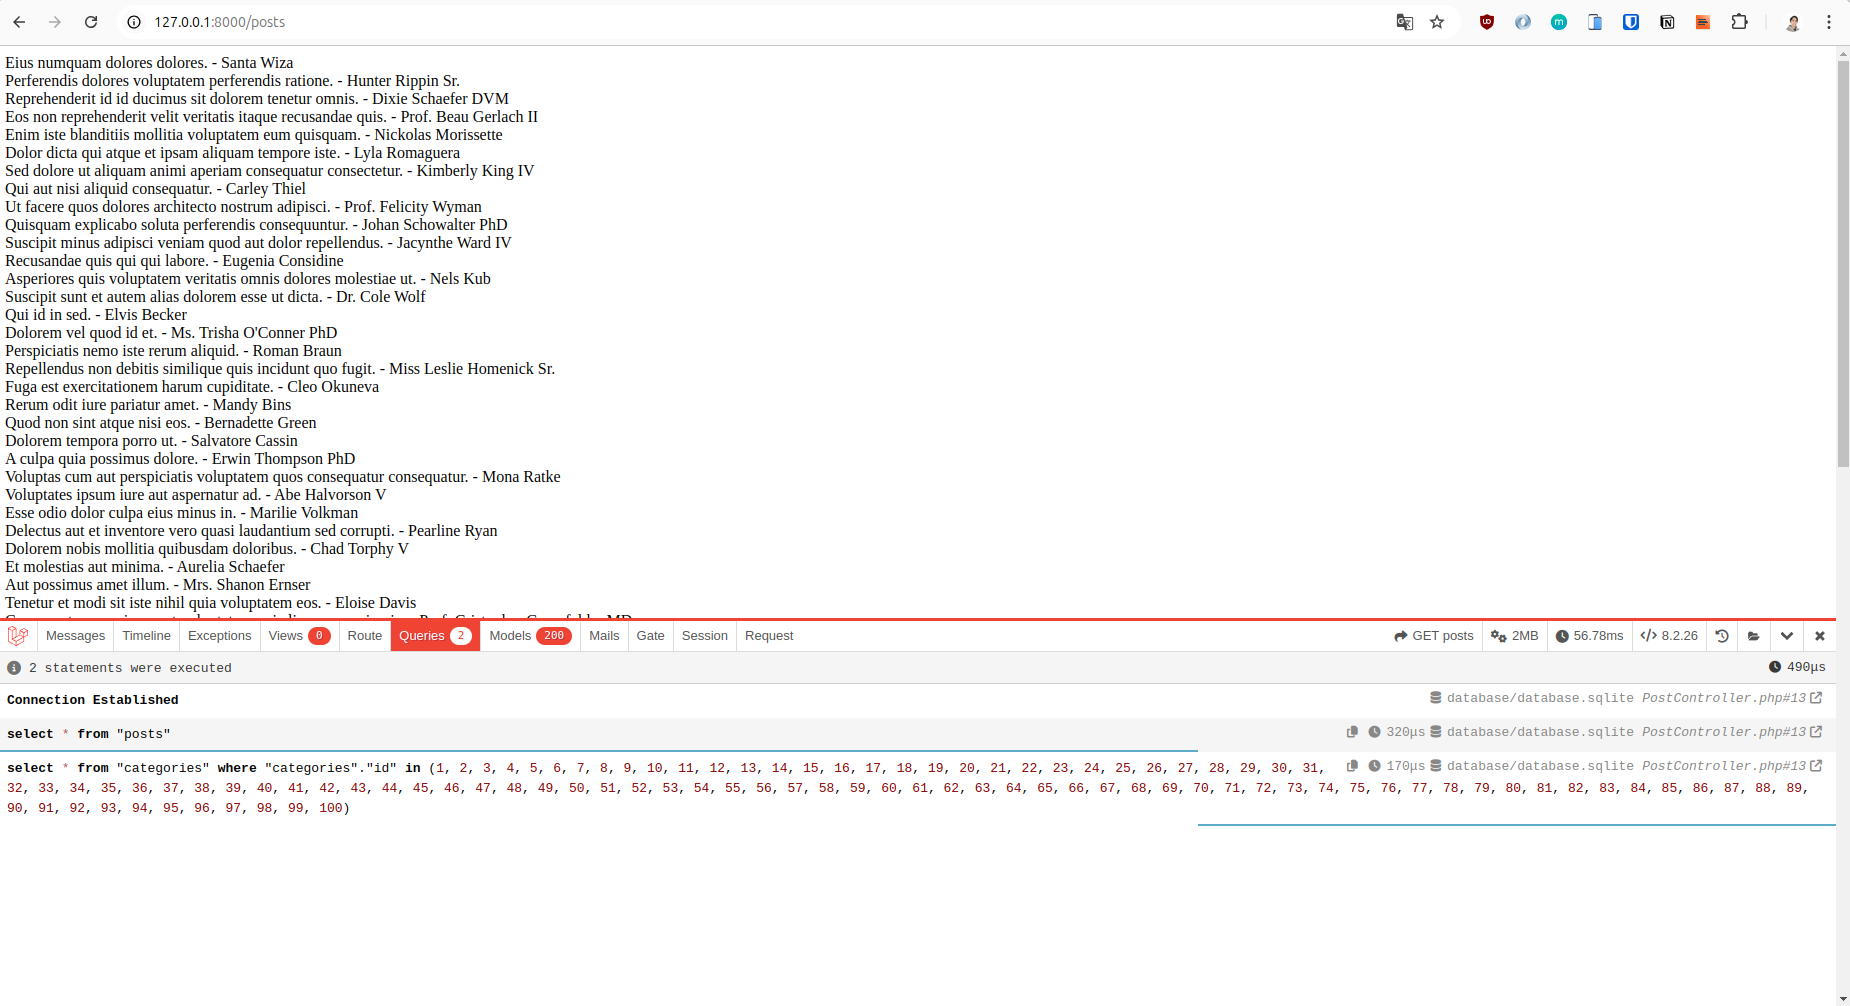 127.0.0.1:8000/posts
Eius numquam dolores dolores. - Santa Wiza
Perferendis dolores voluptatem perferendis ratione. - Hunter Rippin Sr.
Reprehenderit id id ducimus sit dolorem tenetur omnis. - Dixie Schaefer DVM
Eos non reprehenderit velit veritatis itaque recusandae quis. - Prof. Beau Gerlach II
Enim iste blanditiis mollitia voluptatem eum quisquam. - Nickolas Morissette
Dolor dicta qui atque et ipsam aliquam tempore iste. - Lyla Romaguera
Sed dolore ut aliquam animi aperiam consequatur consectetur. - Kimberly King IV
Qui aut nisi aliquid consequatur. - Carley Thiel
Ut facere quos dolores architecto nostrum adipisci. - Prof. Felicity Wyman
Quisquam explicabo soluta perferendis consequuntur. - Johan Schowalter PhD
Suscipit minus adipisci veniam quod aut dolor repellendus. - Jacynthe Ward IV
Recusandae quis qui qui labore. - Eugenia Considine
Asperiores quis voluptatem veritatis omnis dolores molestiae ut. - Nels Kub
Suscipit sunt et autem alias dolorem esse ut dicta. - Dr. Cole Wolf
Qui id in sed. - Elvis Becker
Dolorem vel quod id et. - Ms. Trisha O'Conner PhD
Perspiciatis nemo iste rerum aliquid. - Roman Braun
Repellendus non debitis similique quis incidunt quo fugit. - Miss Leslie Homenick Sr.
Fuga est exercitationem harum cupiditate. - Cleo Okuneva
Rerum odit iure pariatur amet. - Mandy Bins
Quod non sint atque nisi eos. - Bernadette Green
Dolorem tempora porro ut. - Salvatore Cassin
A culpa quia possimus dolore. - Erwin Thompson PhD
Voluptas cum aut perspiciatis voluptatem quos consequatur consequatur. - Mona Ratke
Voluptates ipsum iure aut aspernatur ad. - Abe Halvorson V
Esse odio dolor culpa eius minus in. - Marilie Volkman
Delectus aut et inventore vero quasi laudantium sed corrupti. - Pearline Ryan
Dolorem nobis mollitia quibusdam doloribus. - Chad Torphy V
Et molestias aut minima. - Aurelia Schaefer
Aut possimus amet illum. - Mrs. Shanon Ernser
Tenetur et modi sit iste nihil quia voluptatem eos. - Eloise Davis
Messages Timeline Exceptions Views 0 Route Queries 2 Models 200 Mails Gate Session Request GET posts 2MB 56.78ms 8.2.26
2 statements were executed 490μs
Connection Established database/database.sqlite PostController.php#13
select * from "posts" 320μs database/database.sqlite PostController.php#13
select * from "categories" where "categories"."id" in (1, 2, 3, 4, 5, 6, 7, 8, 9, 10, 11, 12, 13, 14, 15, 16, 17, 18, 19, 20, 21, 22, 23, 24, 25, 26, 27, 28, 29, 30, 31, 170μs database/database.sqlite PostController.php#13
32, 33, 34, 35, 36, 37, 38, 39, 40, 41, 42, 43, 44, 45, 46, 47, 48, 49, 50, 51, 52, 53, 54, 55, 56, 57, 58, 59, 60, 61, 62, 63, 64, 65, 66, 67, 68, 69, 70, 71, 72, 73, 74, 75, 76, 77, 78, 79, 80, 81, 82, 83, 84, 85, 86, 87, 88, 89,
90, 91, 92, 93, 94, 95, 96, 97, 98, 99, 100)